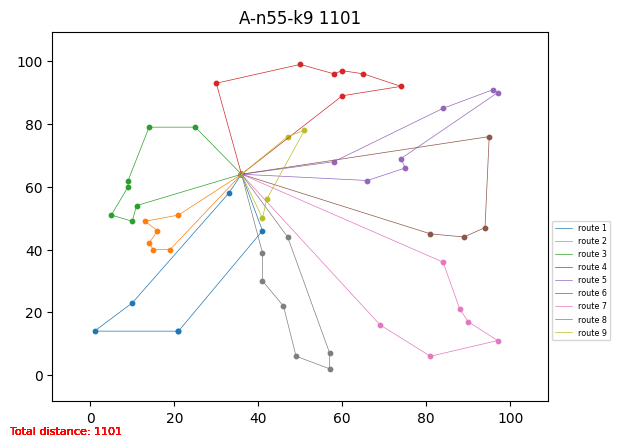 A-n55-k9 1101
100
80
60
40
20
0
0 20 40 60 80 100
route 1
route 2
route 3
route 4
route 5
route 6
route 7
route 8
route 9
Total distance: 1101